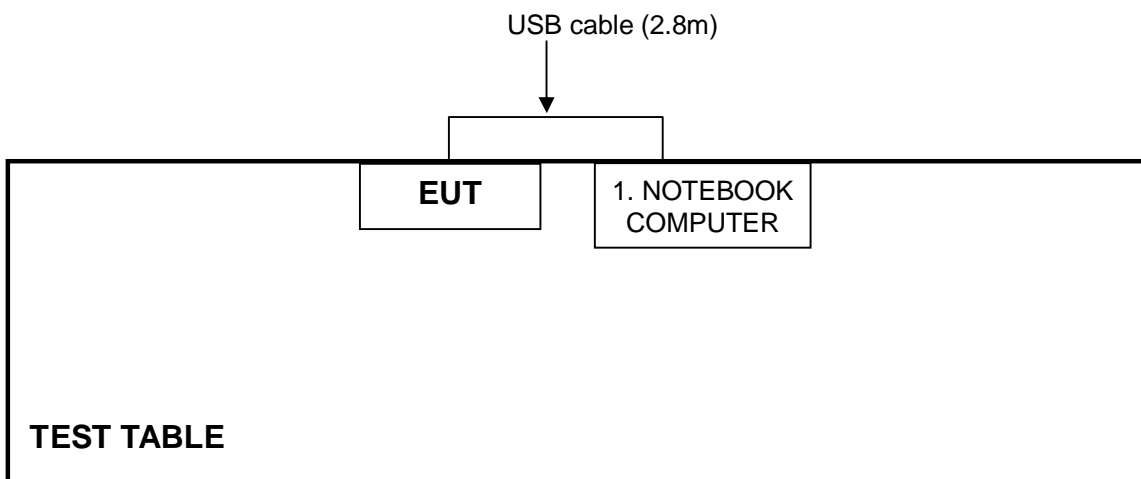 USB cable (2.8m)
EUT
1. NOTEBOOK
COMPUTER
TEST TABLE